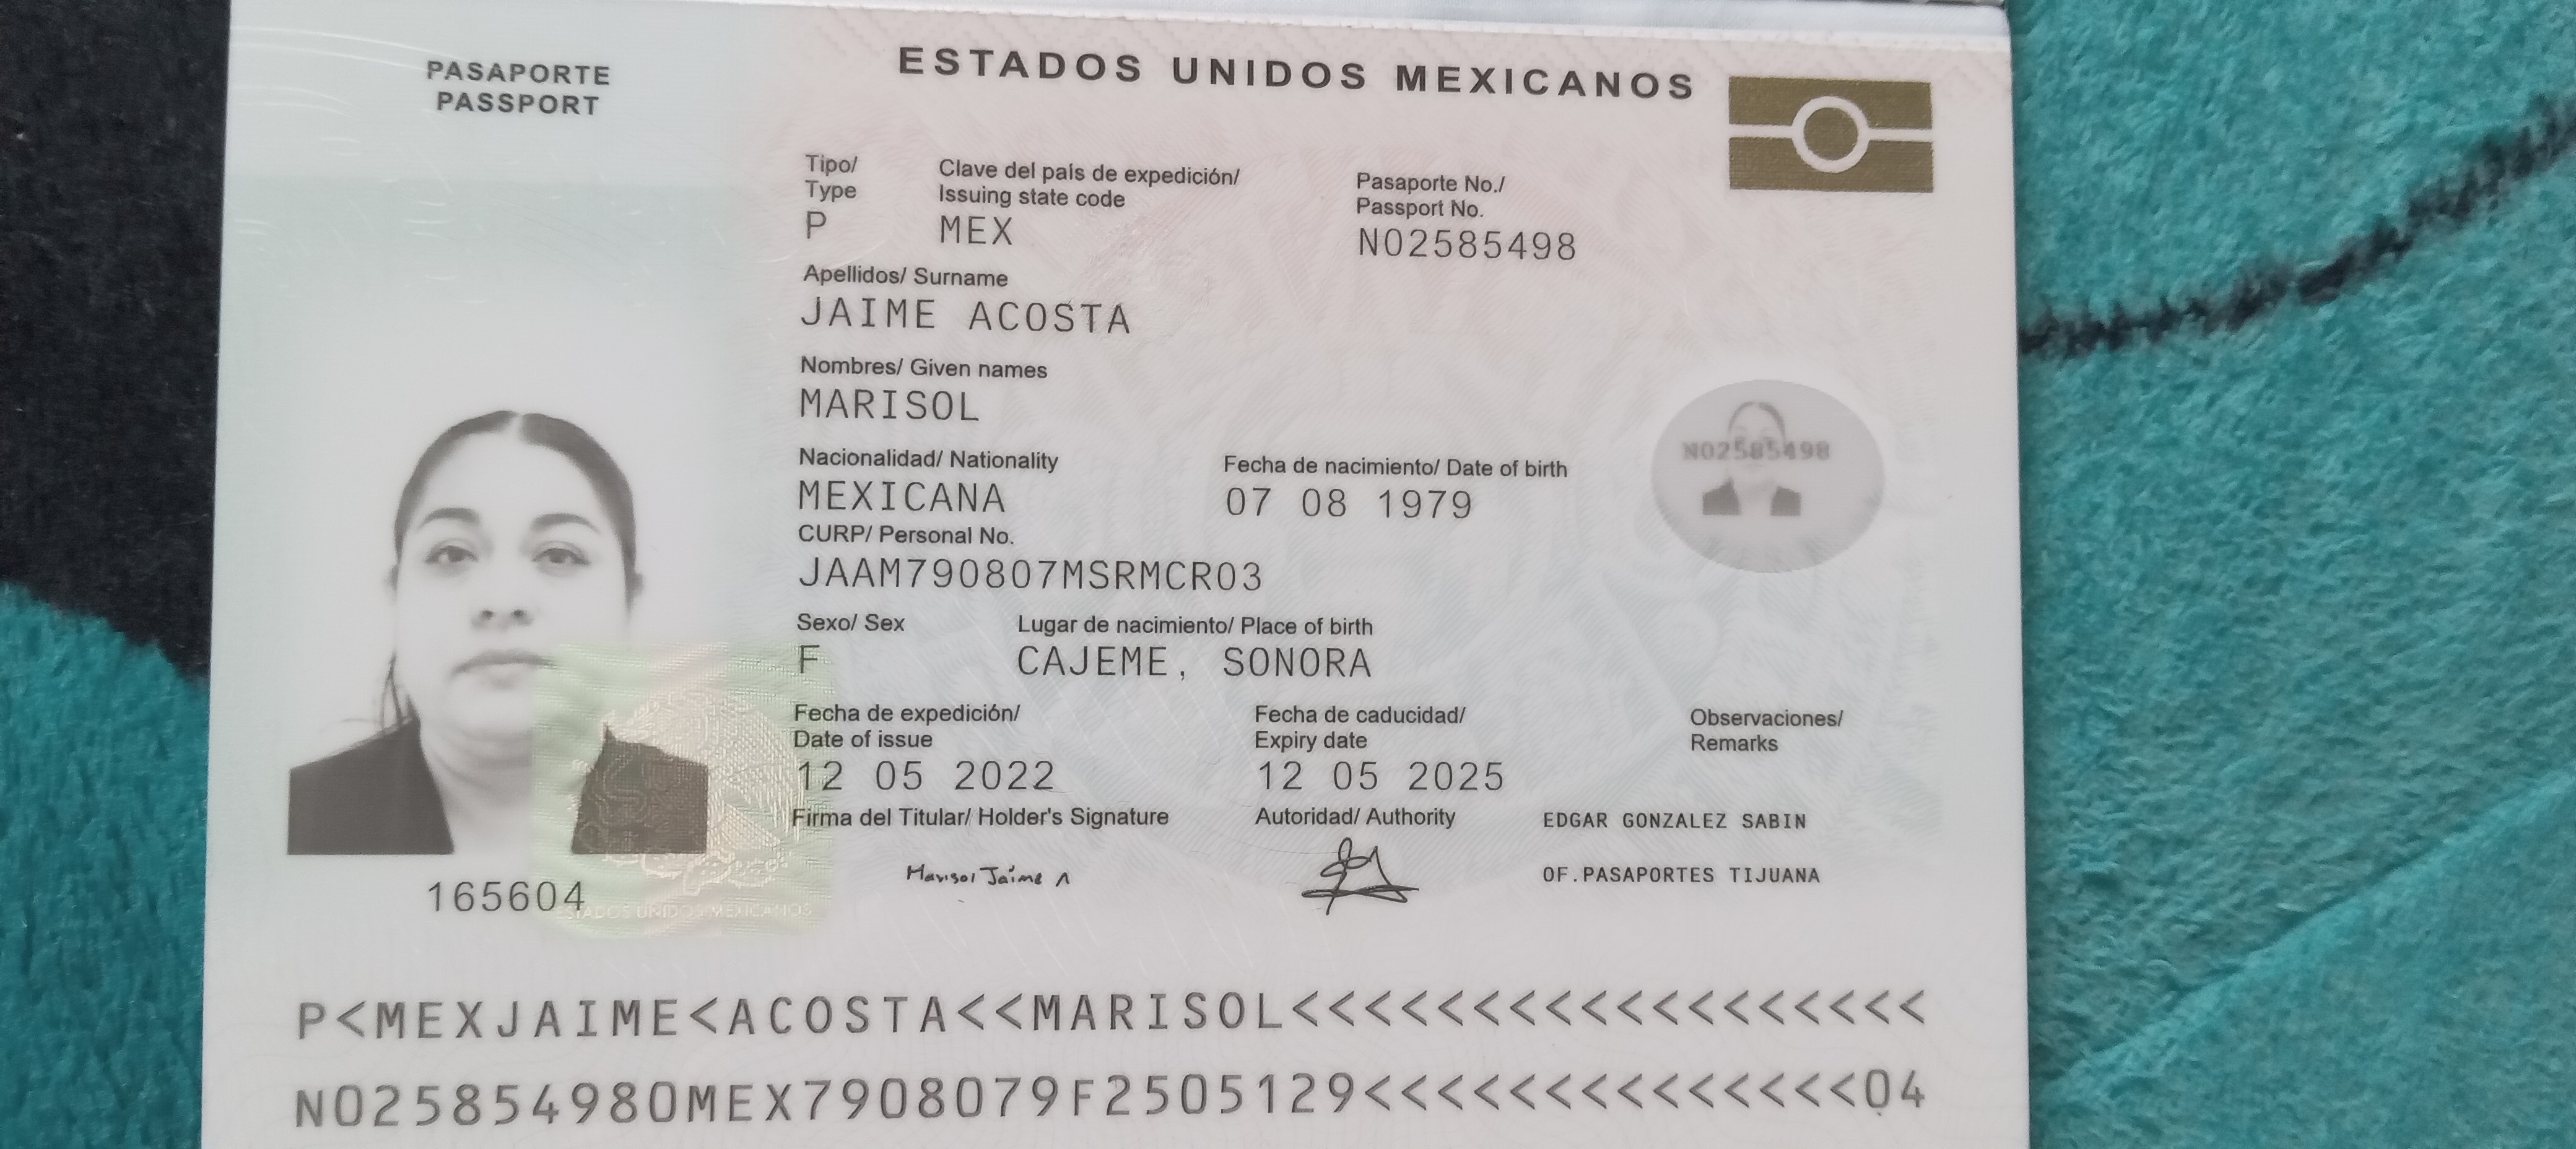 PASAPORTE
PASSPORT
ESTADOS UNIDOS MEXICANOS
Tipo/
Type
P
Clave del país de expedición/
Issuing state code
MEX
Pasaporte No./
Passport No.
N02585498
Apellidos/ Surname
JAIME ACOSTA
Nombres/ Given names
MARISOL
Nacionalidad/ Nationality
MEXICANA
Fecha de nacimiento/ Date of birth
07 08 1979
N02585498
CURP/ Personal No.
JAAM790807MSRMCR03
Sexo/ Sex
F
Lugar de nacimiento/ Place of birth
CAJEME, SONORA
Fecha de expedición/
Date of issue
12 05 2022
Fecha de caducidad/
Expiry date
12 05 2025
Observaciones/
Remarks
Firma del Titular/ Holder's Signature
Marisol Jaime A
Autoridad/ Authority
EDGAR GONZALEZ SABIN
OF.PASAPORTES TIJUANA
165604
ESTADOS UNIDOS MEXICANOS
P<MEXJAIME<ACOSTA<<MARISOL<<<<<<<<<<<<<<<<<<
N025854980MEX7908079F2505129<<<<<<<<<<<<<<04